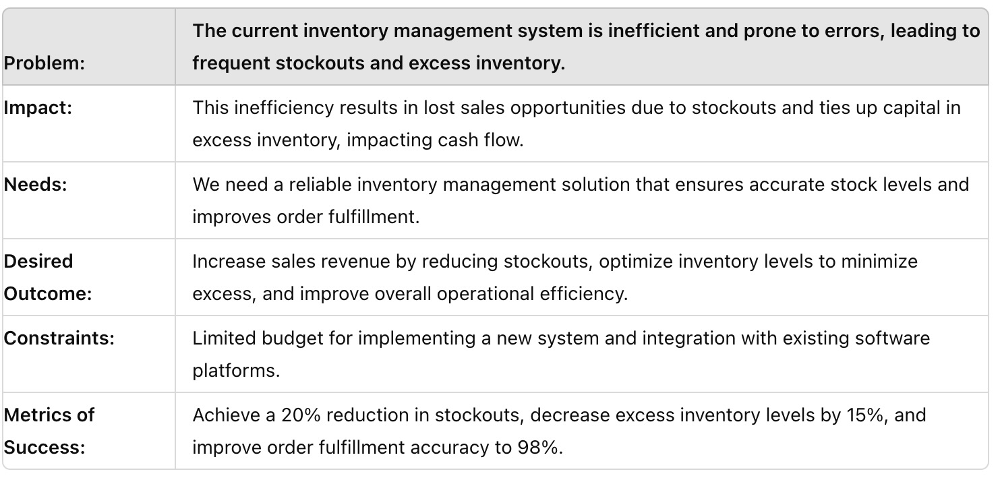 The current inventory management system is inefficient and prone to errors, leading to
Problem:
frequent stockouts and excess inventory.
Impact:
This inefficiency results in lost sales opportunities due to stockouts and ties up capital in
excess inventory, impacting cash flow.
Needs:
We need a reliable inventory management solution that ensures accurate stock levels and
improves order fulfillment.
Desired
Outcome:
Increase sales revenue by reducing stockouts, optimize inventory levels to minimize
excess, and improve overall operational efficiency.
Constraints:
Limited budget for implementing a new system and integration with existing software
platforms.
Metrics of
Success:
Achieve a 20% reduction in stockouts, decrease excess inventory levels by 15%, and
improve order fulfillment accuracy to 98%.